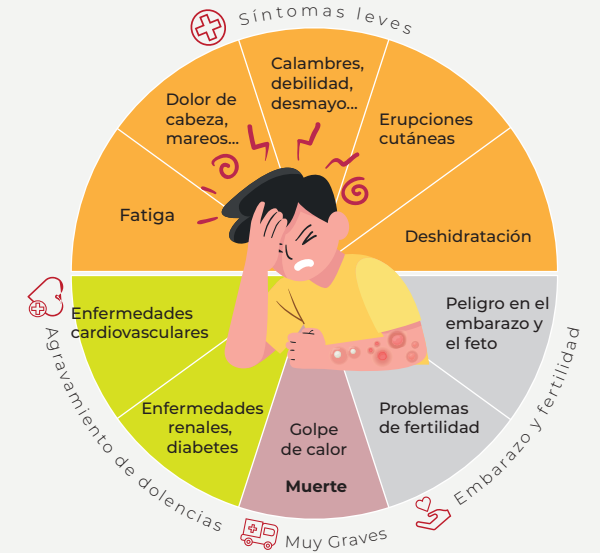 Síntomas leves
Calambres,
debilidad,
desmayo...
Dolor de
cabeza,
mareos...
Erupciones
cutáneas
Fatiga
Deshidratación
Enfermedades
cardiovasculares
Peligro en el
embarazo y
el feto
Enfermedades
renales,
diabetes
Problemas
de fertilidad
Golpe
de calor
Muerte
Agravamiento de dolencias
Muy Graves
Embarazo y fertilidad